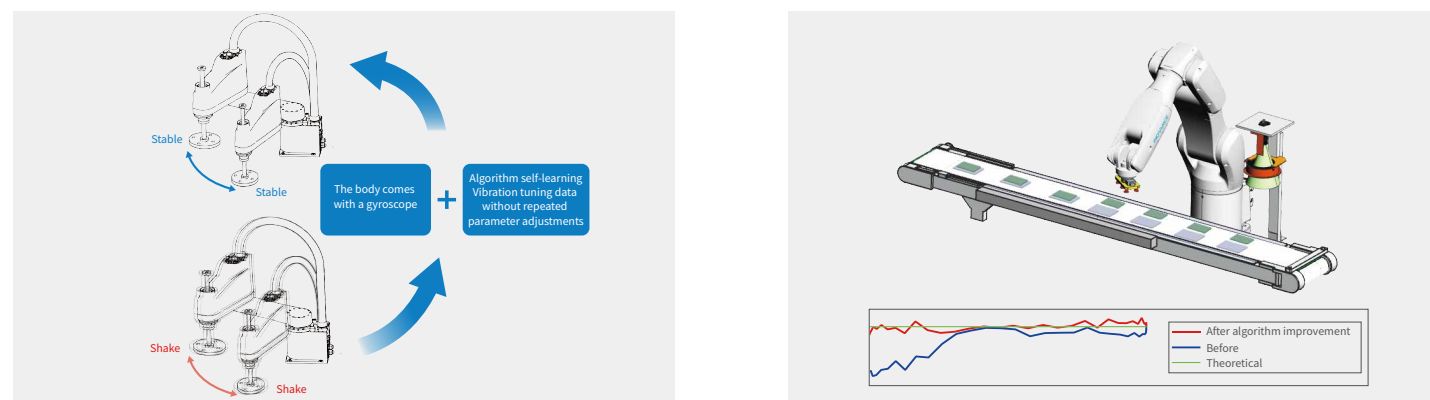 Stable
Stable
The body comes
with a gyroscope
+
Algorithm self-learning
Vibration tuning data
without repeated
parameter adjustments
Shake
Shake
After algorithm improvement
Before
Theoretical